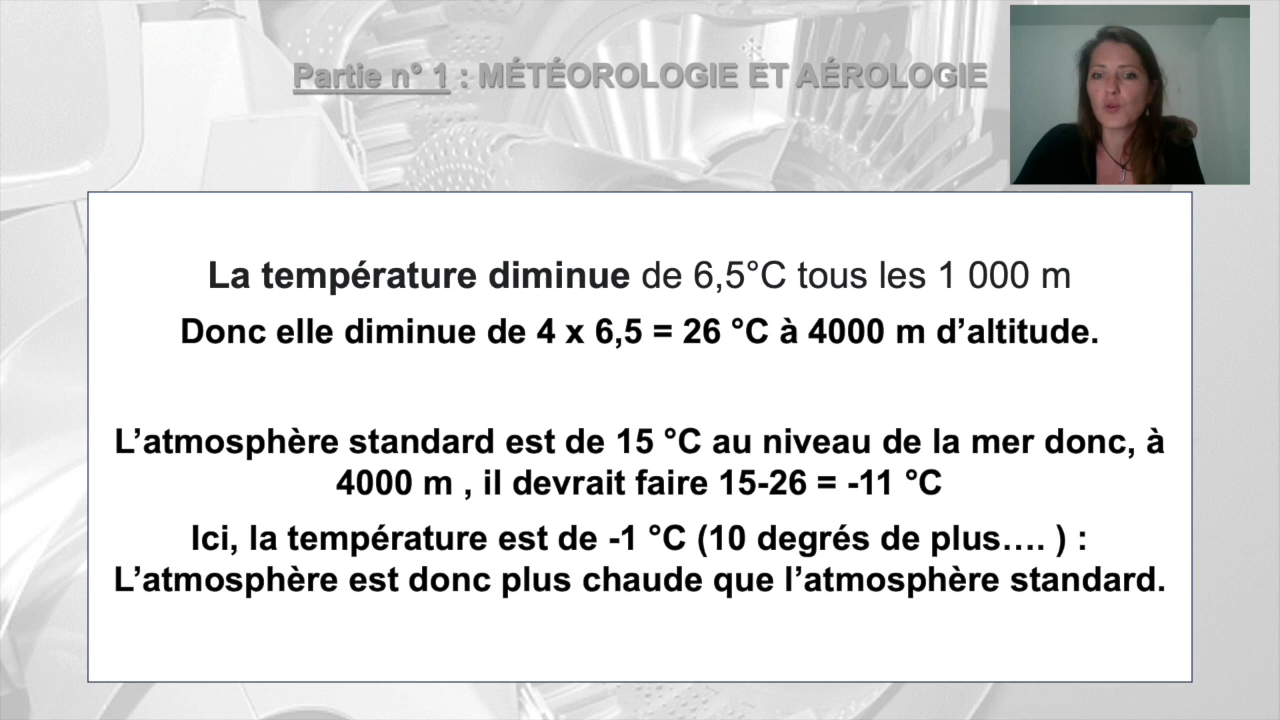 Partie n° 1 : MÉTÉOROLOGIE ET AÉROLOGIE
La température diminue de 6,5°C tous les 1 000 m
Donc elle diminue de 4 x 6,5 = 26 °C à 4000 m d’altitude.
L’atmosphère standard est de 15 °C au niveau de la mer donc, à
4000 m , il devrait faire 15-26 = -11 °C
Ici, la température est de -1 °C (10 degrés de plus…. ) :
L’atmosphère est donc plus chaude que l’atmosphère standard.